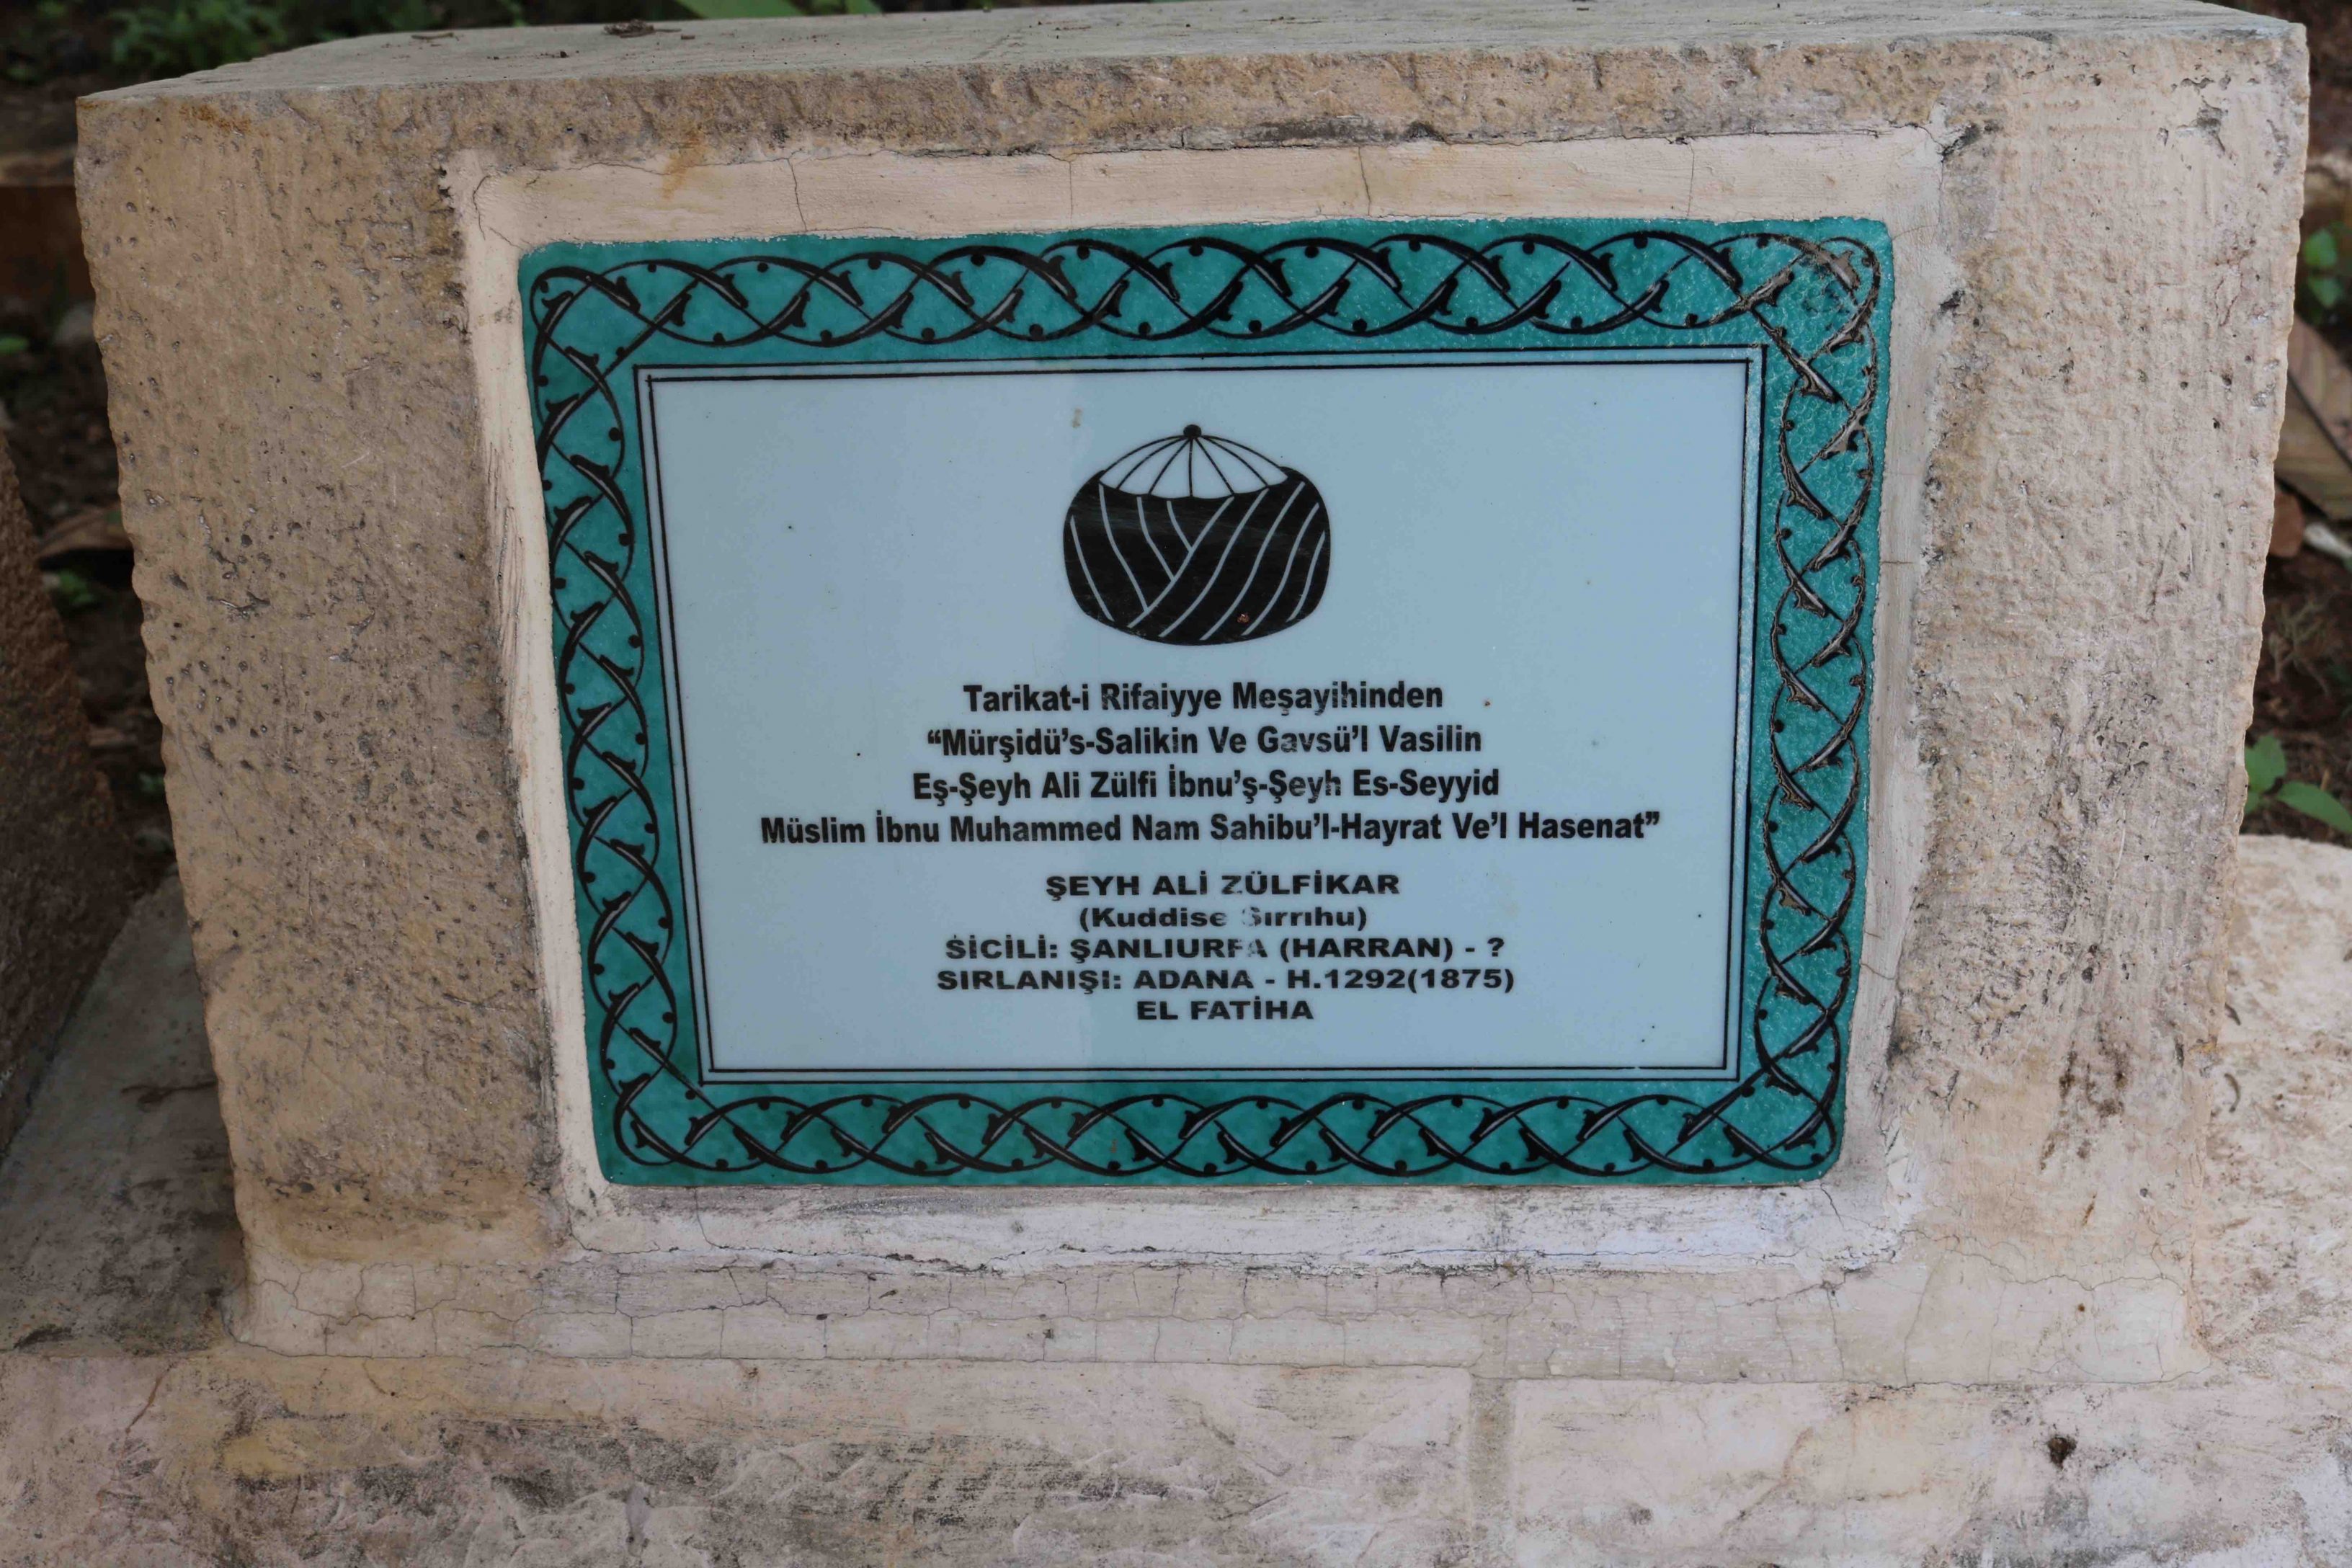 Tarikat-i Rifaiyye Meşayihinden
“Mürşidü’s-Salikin Ve Gavsü’l Vasilin
Eş-Şeyh Ali Zülfi İbnu’ş-Şeyh Es-Seyyid
Müslim İbnu Muhammed Nam Sahibu’l-Hayrat Ve’l Hasenat”
ŞEYH ALİ ZÜLFİKAR
(Kuddise Sırrıhu)
SİCİLİ: ŞANLIURFA (HARRAN) - ?
SIRLANIŞI: ADANA - H.1292(1875)
EL FATİHA